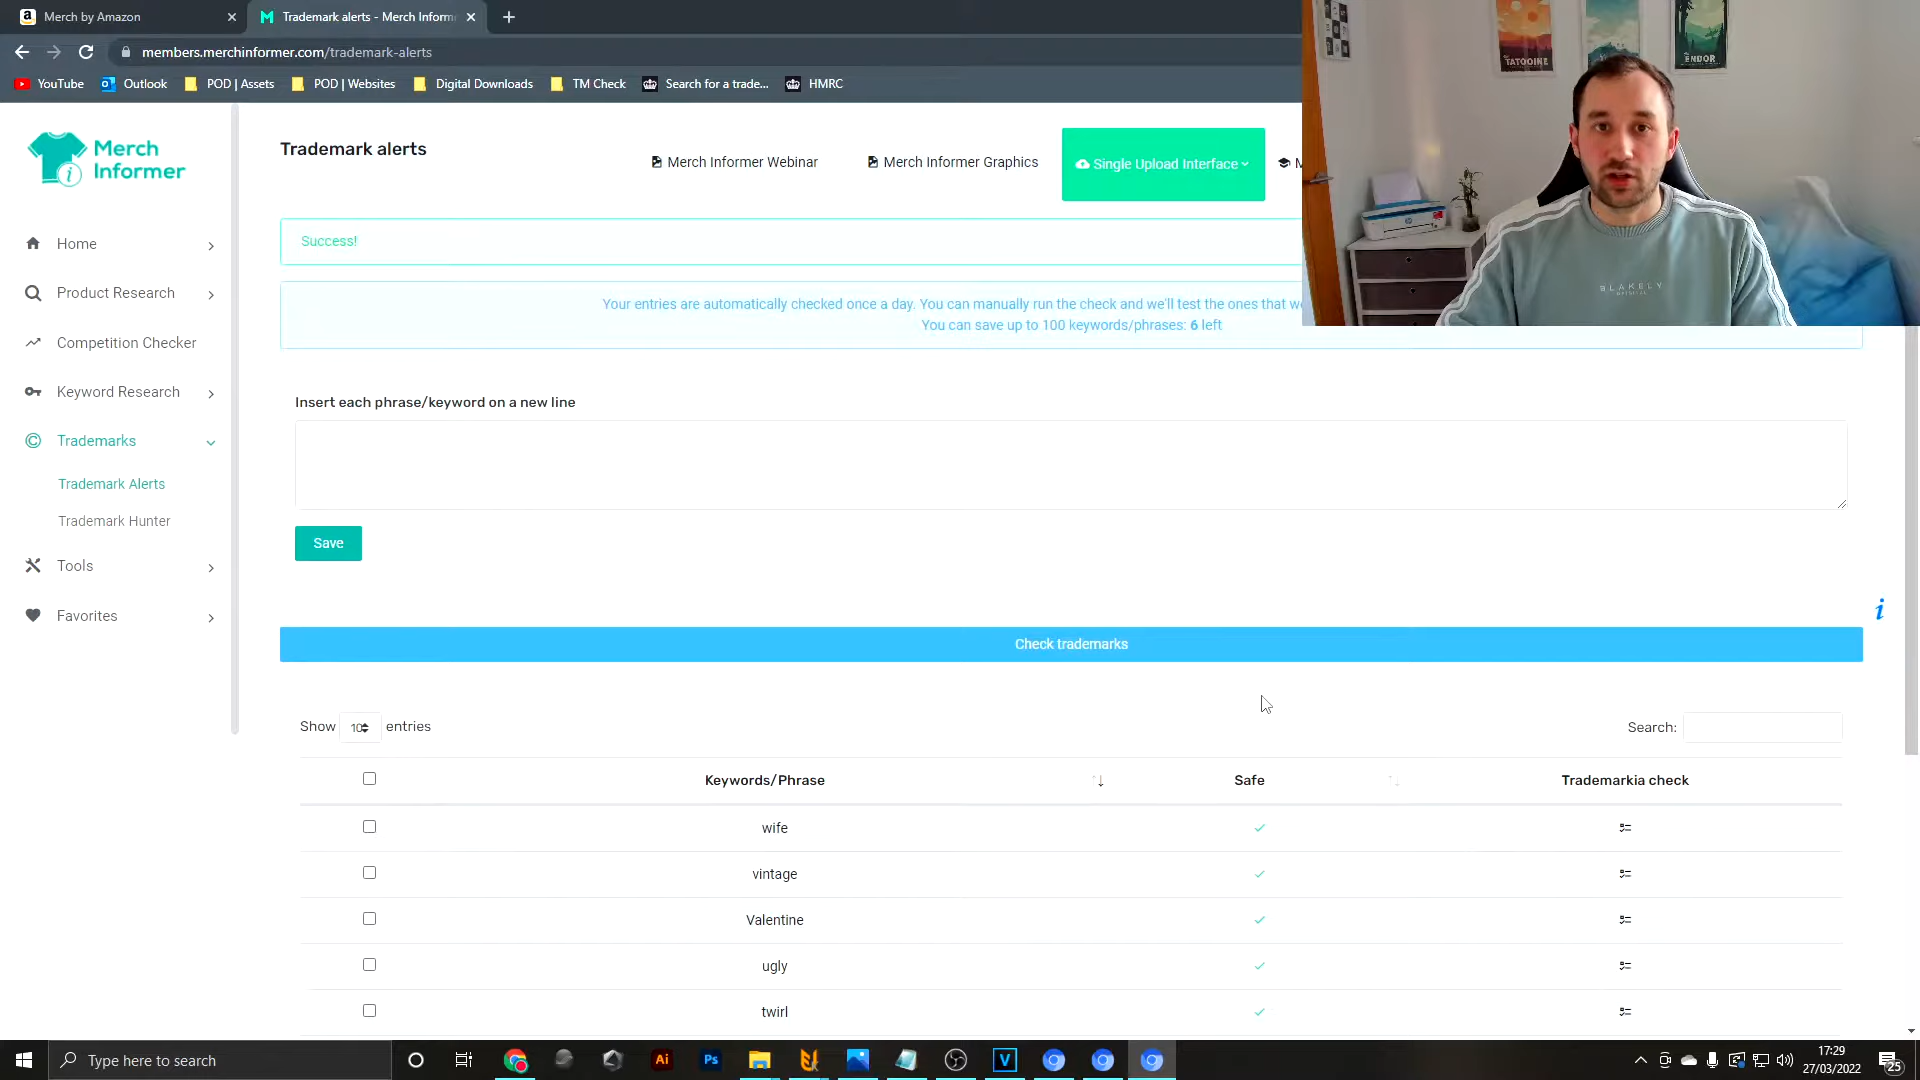 Merch by Amazon
Trademark alerts - Merch Inform
members.merchinformer.com/trademark-alerts
YouTube
Outlook
POD | Assets
POD | Websites
Digital Downloads
TM Check
Search for a trade...
HMRC
Merch
Informer
Home
Product Research
Competition Checker
Keyword Research
Trademarks
Trademark Alerts
Trademark Hunter
Tools
Favorites
Trademark alerts
Merch Informer Webinar
Merch Informer Graphics
Single Upload Interface
M
Success!
Your entries are automatically checked once a day. You can manually run the check and we'll test the ones that w
You can save up to 100 keywords/phrases: 6 left
Insert each phrase/keyword on a new line
Save
Check trademarks
Show 10 entries
Search:
Keywords/Phrase
Safe
Trademarkia check
wife
vintage
Valentine
ugly
twirl
TATOOINE
ENDOR
BLAKELY
Type here to search
Ai
Ps
V
17:29
27/03/2022
25